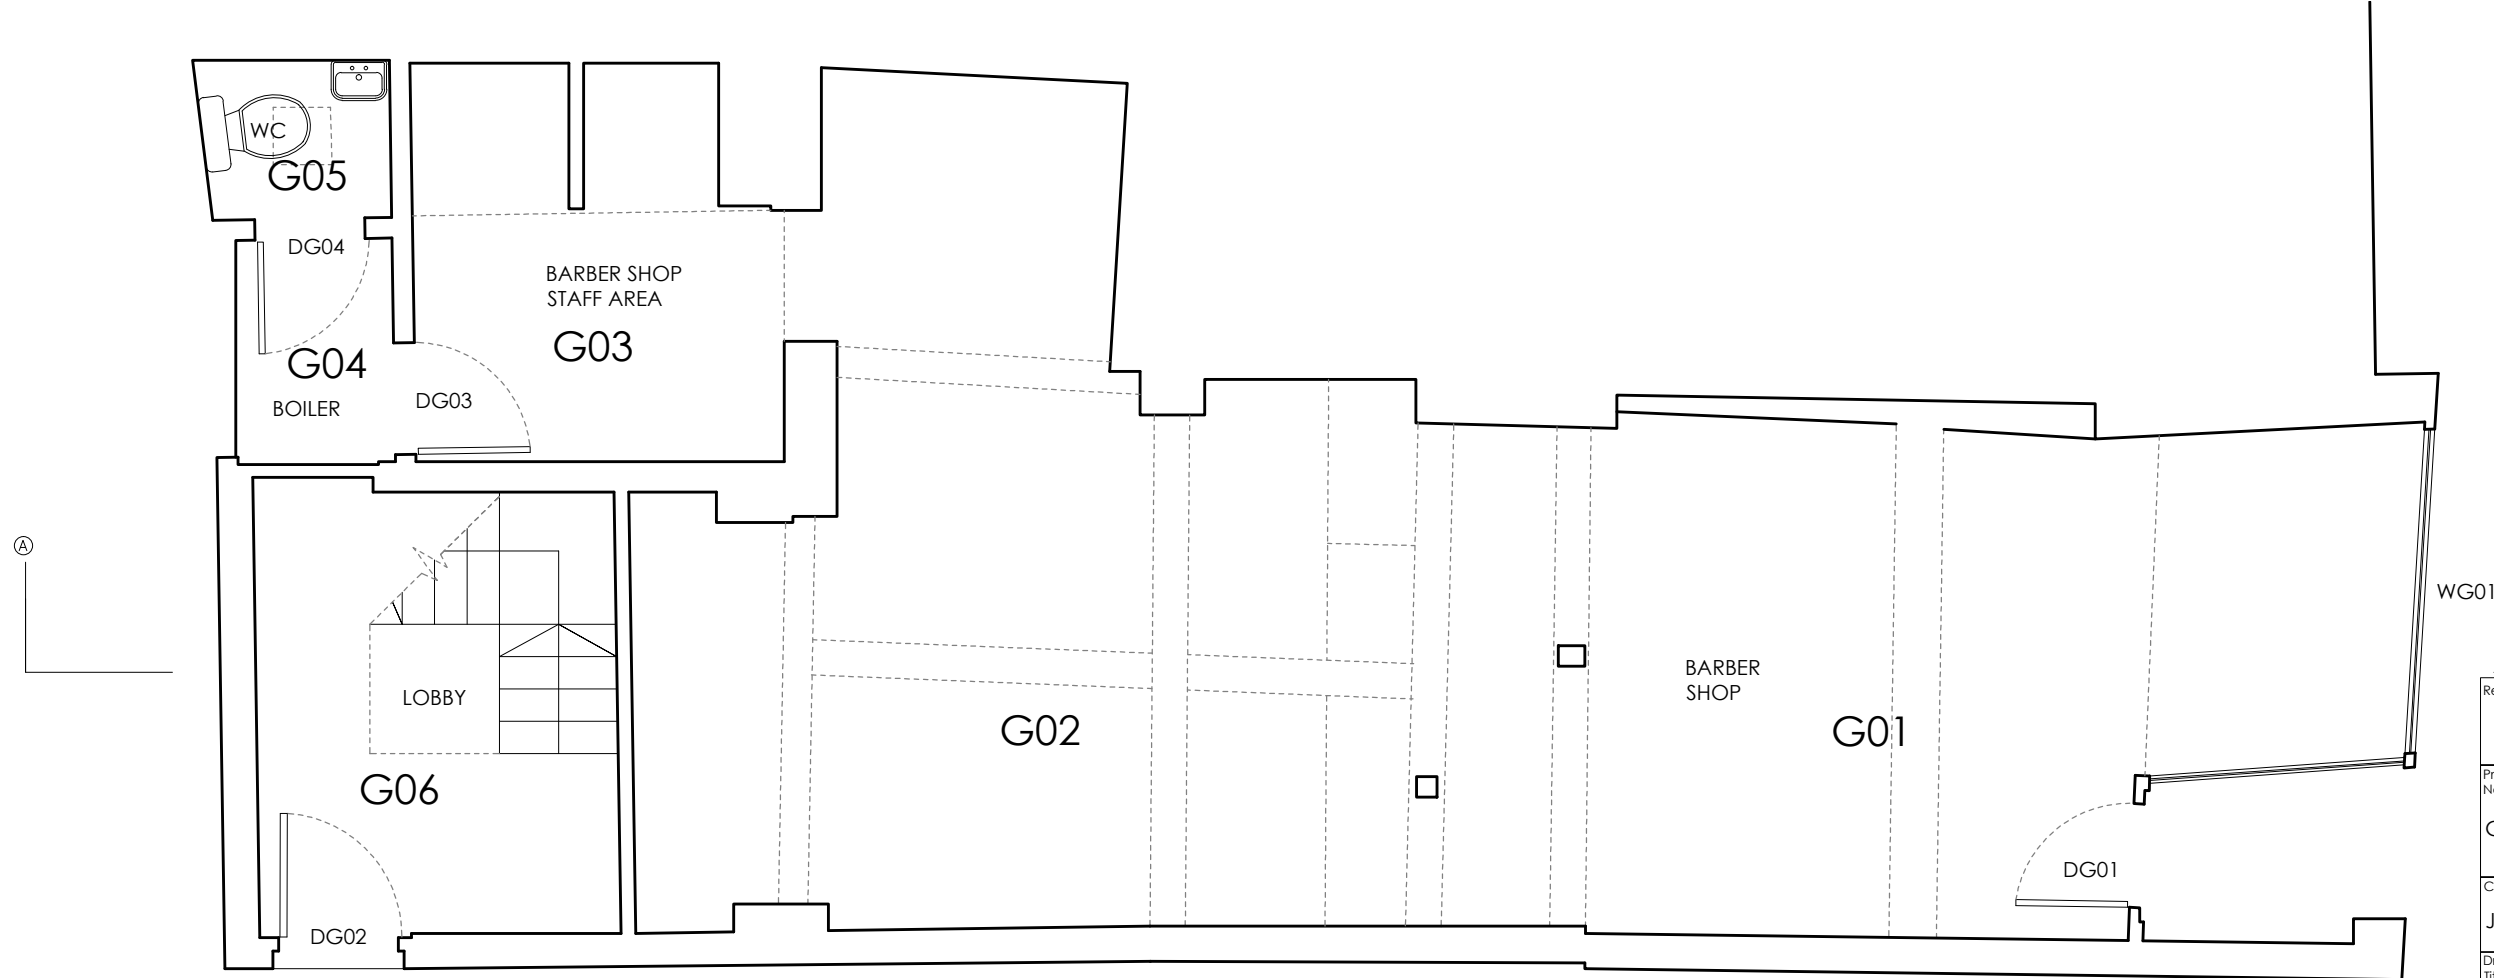 WC
G05
DG04
BARBER SHOP
STAFF AREA
G03
G04
DG03
BOILER
A
WG01
BARBER
SHOP
LOBBY
G02
G01
G06
DG01
DG02